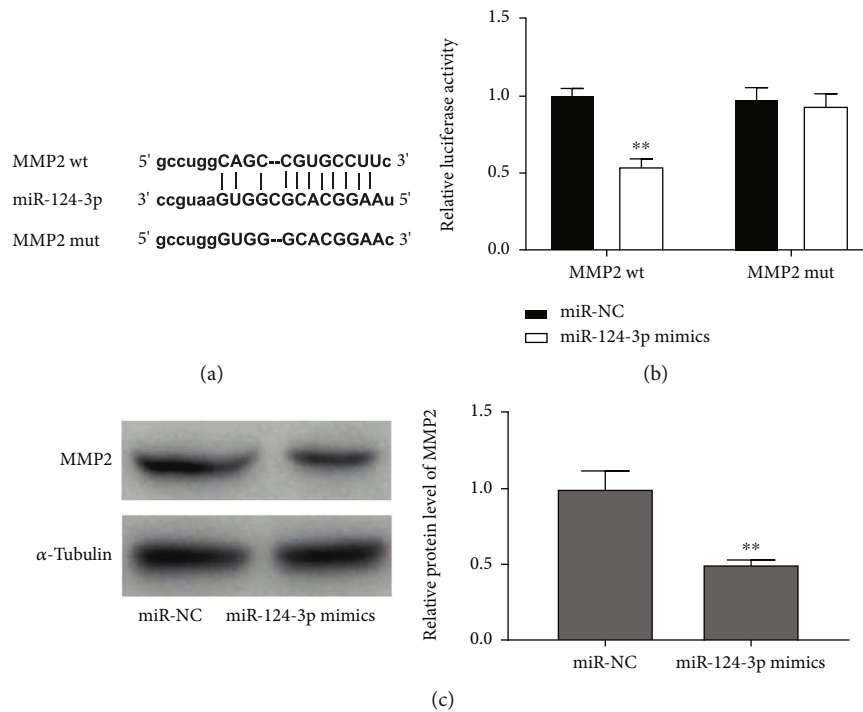 MMP2 wt 5' gccuggCAGC--CGUGCCUUc 3'
miR-124-3p 3' ccguaaGUGGCGCACGGAAu 5'
MMP2 mut 5' gccuggGUGG--GCACGGAAc 3'
(a)
Relative luciferase activity
1.5
1.0
0.5
0.0
**
MMP2 wt MMP2 mut
miR-NC
miR-124-3p mimics
(b)
MMP2
α-Tubulin
miR-NC miR-124-3p mimics
Relative protein level of MMP2
1.5
1.0
0.5
0.0
**
miR-NC miR-124-3p mimics
(c)